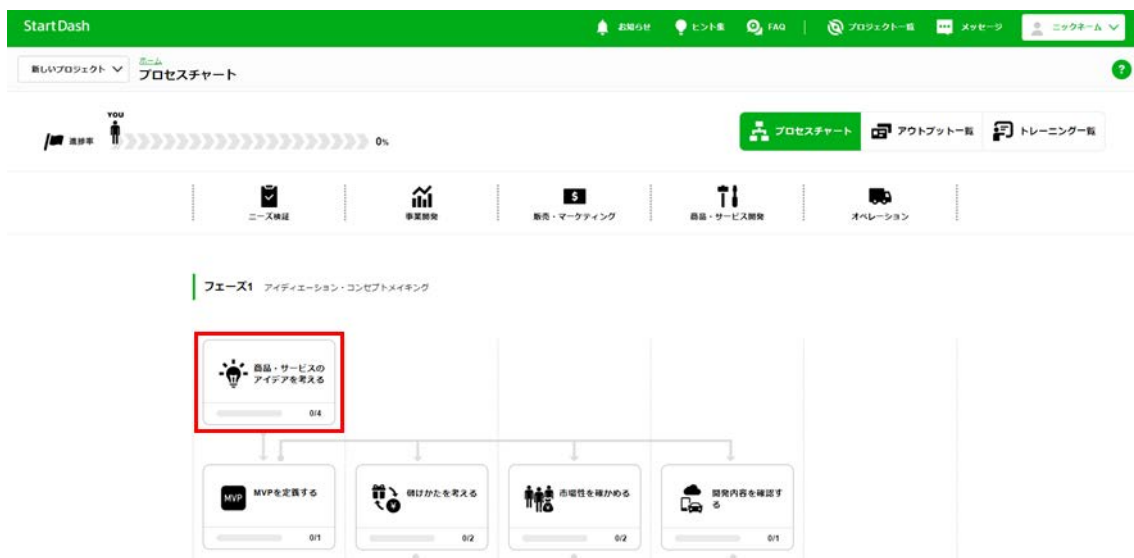 StartDash
お知らせ
ヒント集
FAQ
プロジェクト一覧
メッセージ
ニックネーム
新しいプロジェクト
ホーム
プロセスチャート
?
YOU
進捗率
0%
プロセスチャート
アウトプット一覧
トレーニング一覧
ニーズ検証
事業開発
販売・マーケティング
商品・サービス開発
オペレーション
フェーズ1 アイディエーション・コンセプトメイキング
商品・サービスの
アイデアを考える
0/4
MVP
MVPを定義する
0/1
儲けかたを考える
0/2
市場性を確かめる
0/2
開発内容を確認す
る
0/1